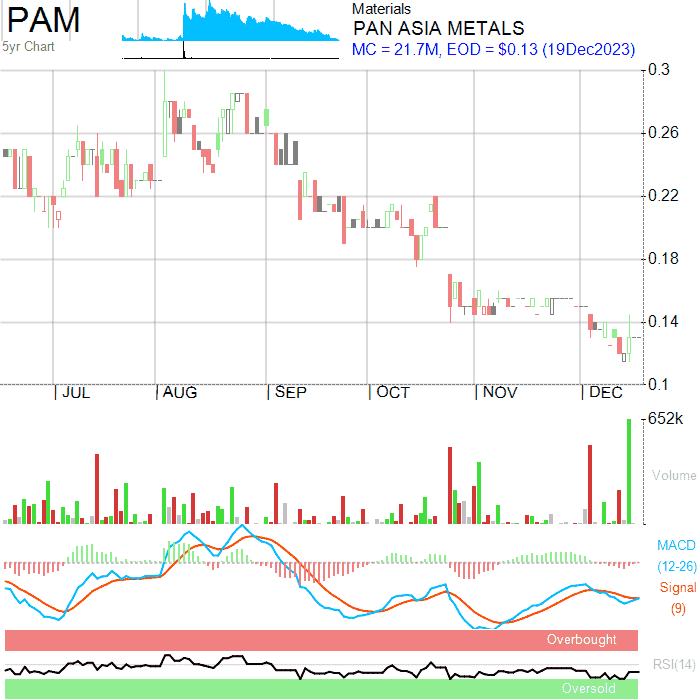 PAM
5yr Chart
Materials
PAN ASIA METALS
MC = 21.7M, EOD = $0.13 (19Dec2023)
0.3
0.26
0.22
0.18
0.14
0.1
JUL AUG SEP OCT NOV DEC
652k
Volume
MACD
(12-26)
Signal
(9)
Overbought
RSI(14)
Oversold